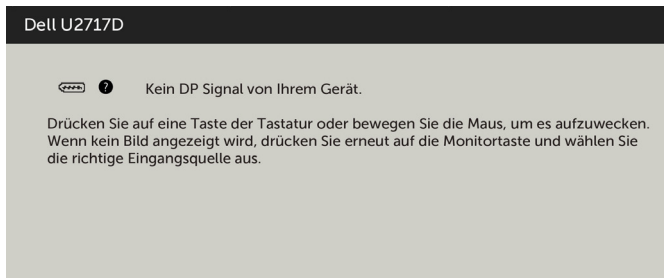 Dell U2717D
? Kein DP Signal von Ihrem Gerät.
Drücken Sie auf eine Taste der Tastatur oder bewegen Sie die Maus, um es aufzuwecken.
Wenn kein Bild angezeigt wird, drücken Sie erneut auf die Monitortaste und wählen Sie
die richtige Eingangsquelle aus.